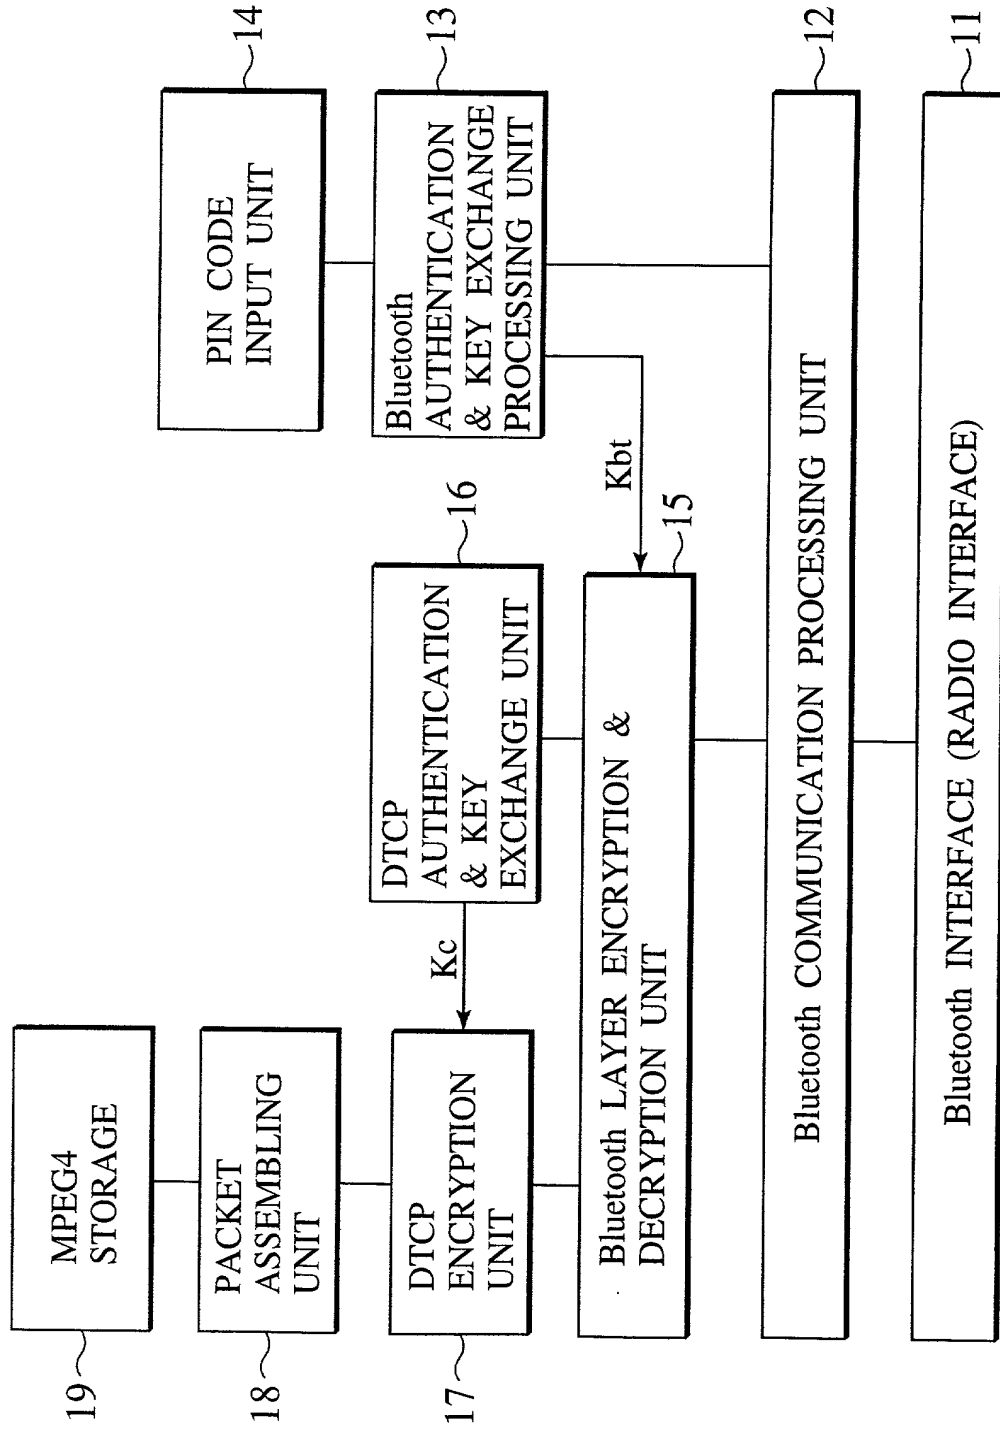 19
MPEG4
STORAGE
18
PACKET
ASSEMBLING
UNIT
14
PIN CODE
INPUT UNIT
17
DTCP
ENCRYPTION
UNIT
Kc
DTCP
AUTHENTICATION
& KEY
EXCHANGE UNIT
16
Bluetooth
AUTHENTICATION
& KEY EXCHANGE
PROCESSING UNIT
13
Kbt
Bluetooth LAYER ENCRYPTION &
DECRYPTION UNIT
15
Bluetooth COMMUNICATION PROCESSING UNIT
12
Bluetooth INTERFACE (RADIO INTERFACE)
11